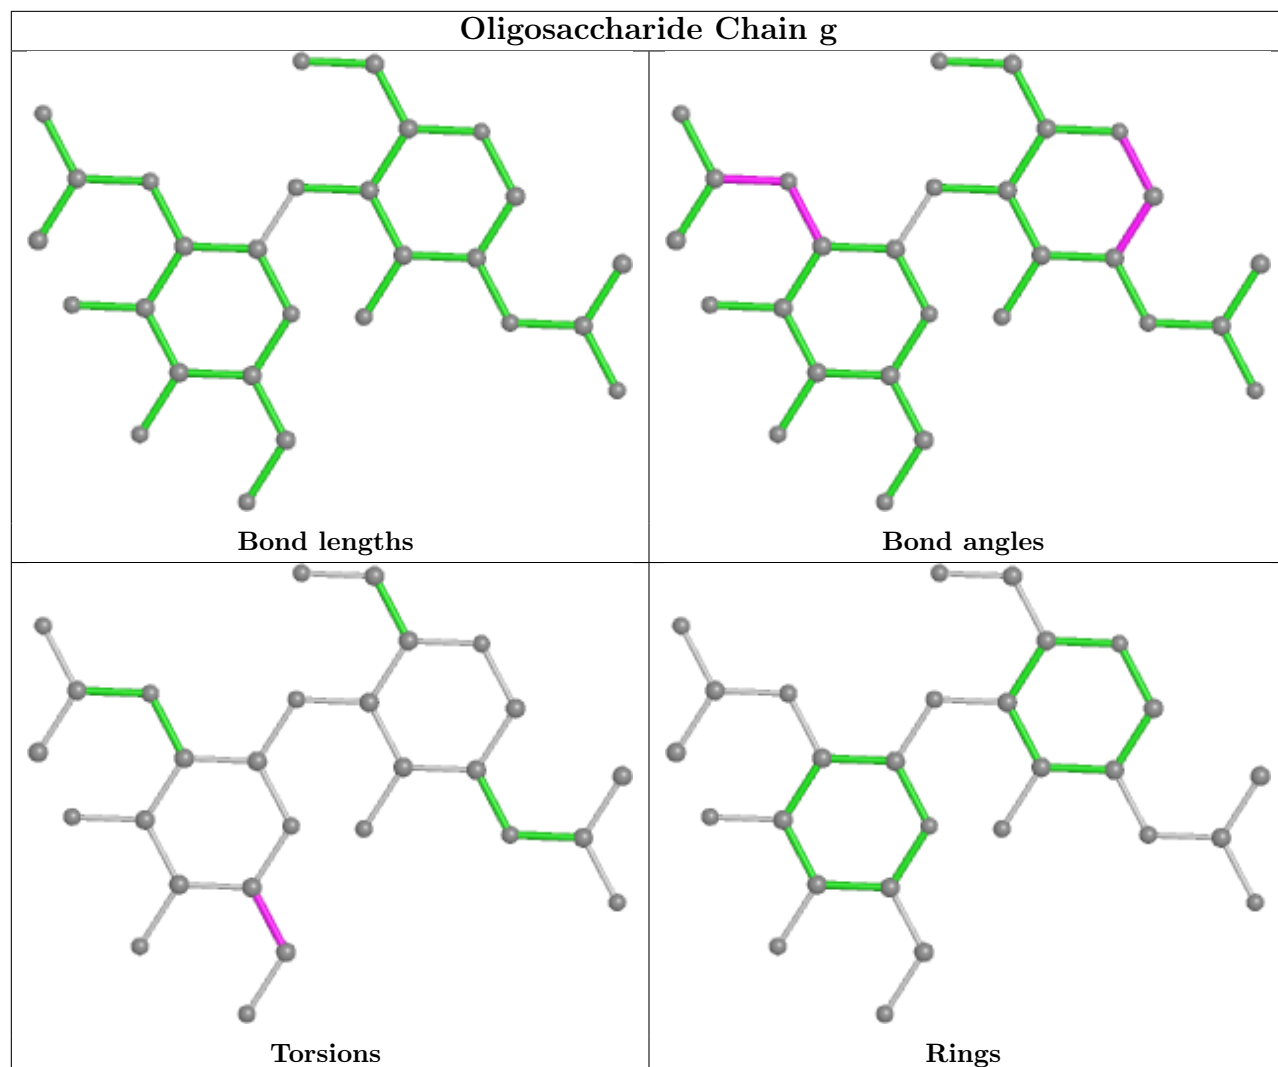 Oligosaccharide Chain g
Bond lengths
Bond angles
Torsions
Rings